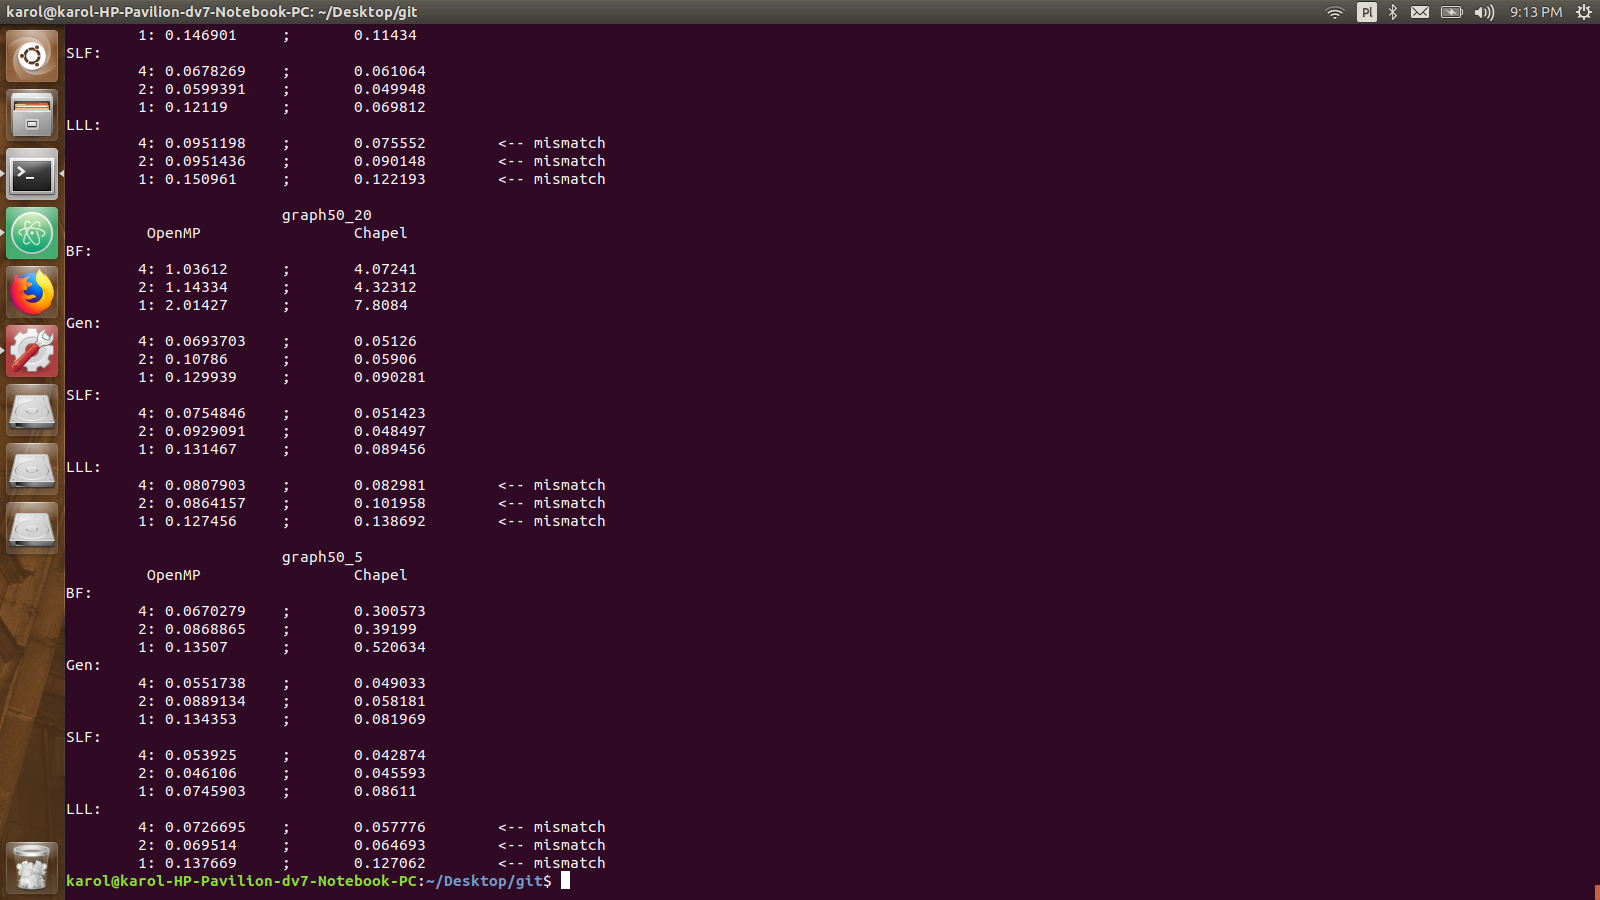 karol@karol-HP-Pavilion-dv7-Notebook-PC: ~/Desktop/git
Pl
9:13 PM
1: 0.146901 ; 0.11434
SLF:
4: 0.0678269 ; 0.061064
2: 0.0599391 ; 0.049948
1: 0.12119 ; 0.069812
LLL:
4: 0.0951198 ; 0.075552 <-- mismatch
2: 0.0951436 ; 0.090148 <-- mismatch
1: 0.150961 ; 0.122193 <-- mismatch
graph50_20
OpenMP Chapel
BF:
4: 1.03612 ; 4.07241
2: 1.14334 ; 4.32312
1: 2.01427 ; 7.8084
Gen:
4: 0.0693703 ; 0.05126
2: 0.10786 ; 0.05906
1: 0.129939 ; 0.090281
SLF:
4: 0.0754846 ; 0.051423
2: 0.0929091 ; 0.048497
1: 0.131467 ; 0.089456
LLL:
4: 0.0807903 ; 0.082981 <-- mismatch
2: 0.0864157 ; 0.101958 <-- mismatch
1: 0.127456 ; 0.138692 <-- mismatch
graph50_5
OpenMP Chapel
BF:
4: 0.0670279 ; 0.300573
2: 0.0868865 ; 0.39199
1: 0.13507 ; 0.520634
Gen:
4: 0.0551738 ; 0.049033
2: 0.0889134 ; 0.058181
1: 0.134353 ; 0.081969
SLF:
4: 0.053925 ; 0.042874
2: 0.046106 ; 0.045593
1: 0.0745903 ; 0.08611
LLL:
4: 0.0726695 ; 0.057776 <-- mismatch
2: 0.069514 ; 0.064693 <-- mismatch
1: 0.137669 ; 0.127062 <-- mismatch
karol@karol-HP-Pavilion-dv7-Notebook-PC:~/Desktop/git$